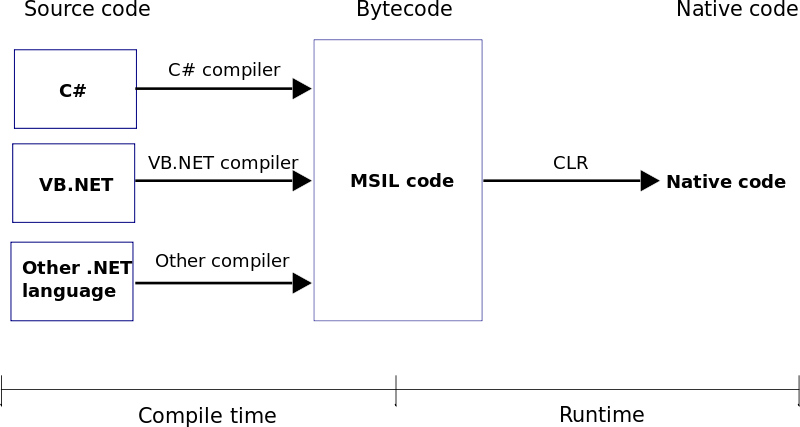 Source code
Bytecode
Native code
C#
C# compiler
VB.NET
VB.NET compiler
MSIL code
CLR
Native code
Other .NET
language
Other compiler
Compile time
Runtime